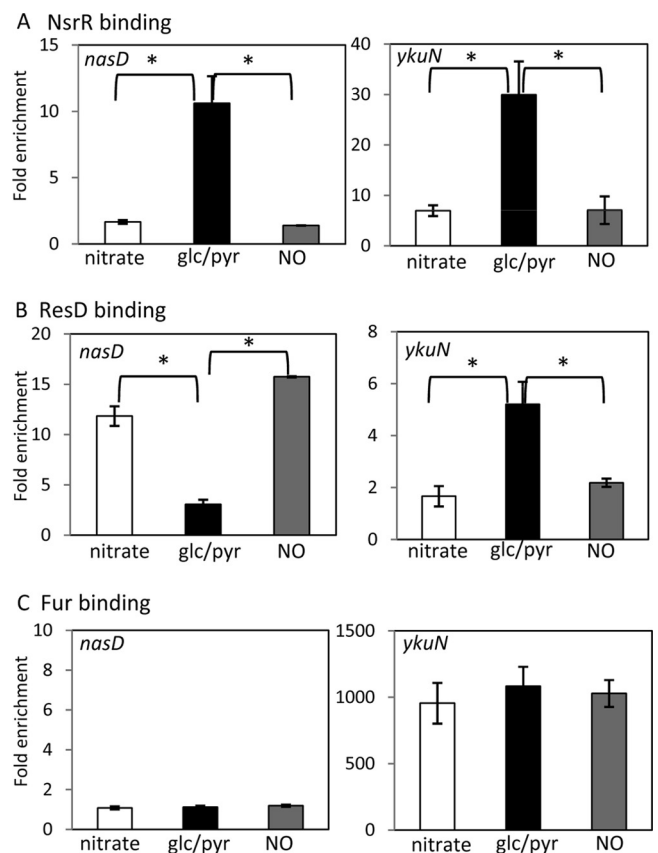 A NsrR binding
nasD
*
*
Fold enrichment
15
10
5
0
nitrate glc/pyr NO
ykuN
*
*
40
30
20
10
0
nitrate glc/pyr NO
B ResD binding
nasD
*
*
Fold enrichment
20
15
10
5
0
nitrate glc/pyr NO
ykuN
*
*
8
6
4
2
0
nitrate glc/pyr NO
C Fur binding
nasD
Fold enrichment
10
8
6
4
2
0
nitrate glc/pyr NO
ykuN
1500
1000
500
0
nitrate glc/pyr NO